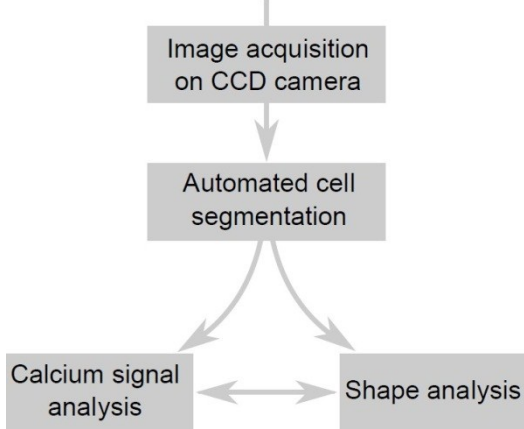 Image acquisition
on CCD camera
Automated cell
segmentation
Calcium signal
analysis
Shape analysis